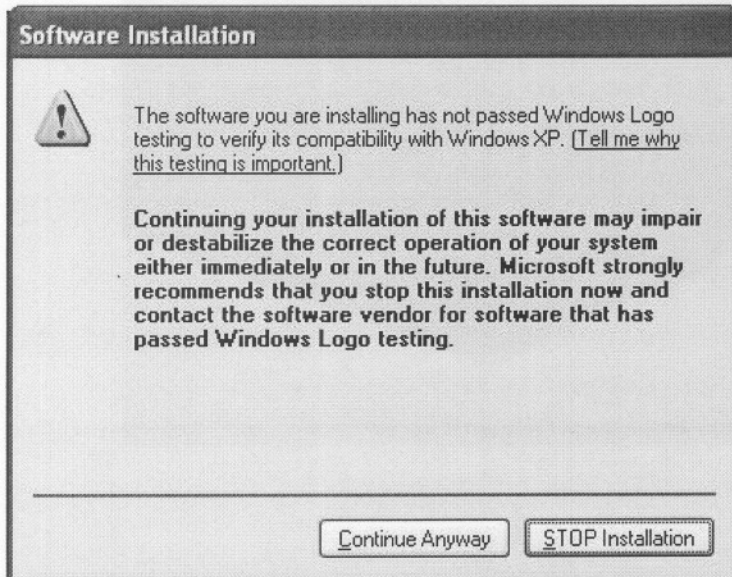 Software Installation
The software you are installing has not passed Windows Logo
testing to verify its compatibility with Windows XP. (Tell me why
this testing is important.)
Continuing your installation of this software may impair
or destabilize the correct operation of your system
either immediately or in the future. Microsoft strongly
recommends that you stop this installation now and
contact the software vendor for software that has
passed Windows Logo testing.
Continue Anyway
STOP Installation